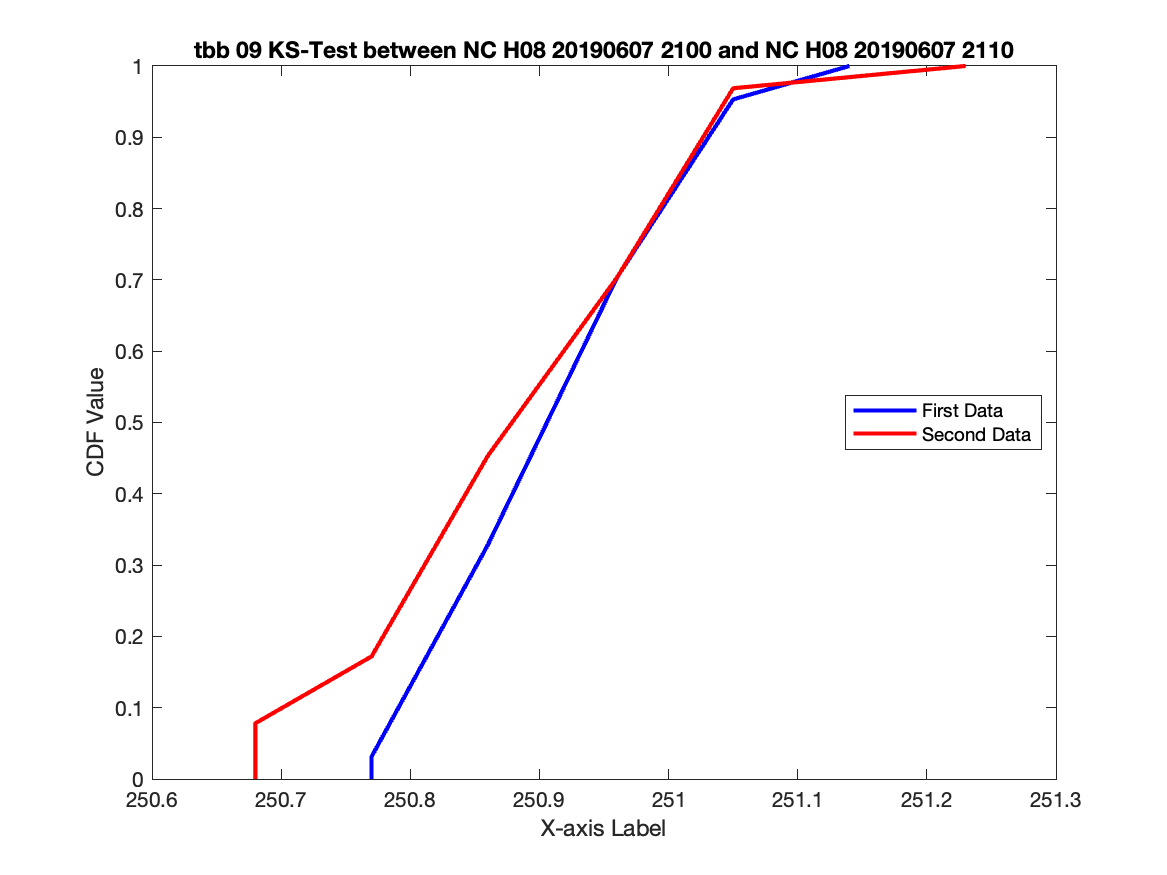 tbb 09 KS-Test between NC H08 20190607 2100 and NC H08 20190607 2110
1
0.9
0.8
0.7
0.6
0.5
0.4
0.3
0.2
0.1
0
CDF Value
First Data
Second Data
250.6 250.7 250.8 250.9 251 251.1 251.2 251.3
X-axis Label